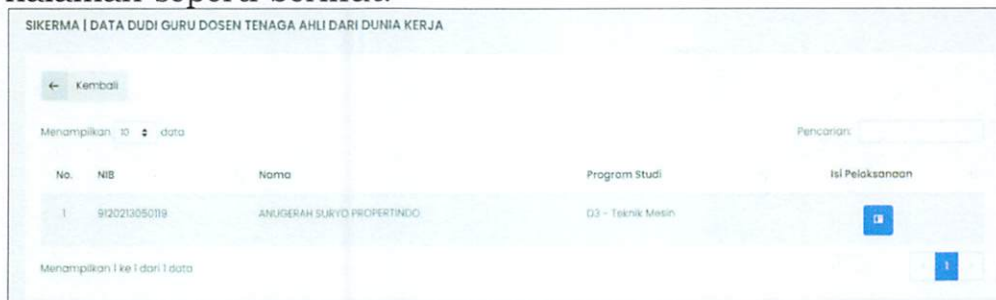 halaman seperti berikut:
SIKERMA | DATA DUDI GURU DOSEN TENAGA AHLI DARI DUNIA KERJA
← Kembali
Menampilkan 10 data
Pencarian:
No. NIB Nama Program Studi Isi Pelaksanaan
1 9120213050119 ANUGERAH SURYO PROPERTINDO D3 - Teknik Mesin
Menampilkan 1 ke 1 dari 1 data
1